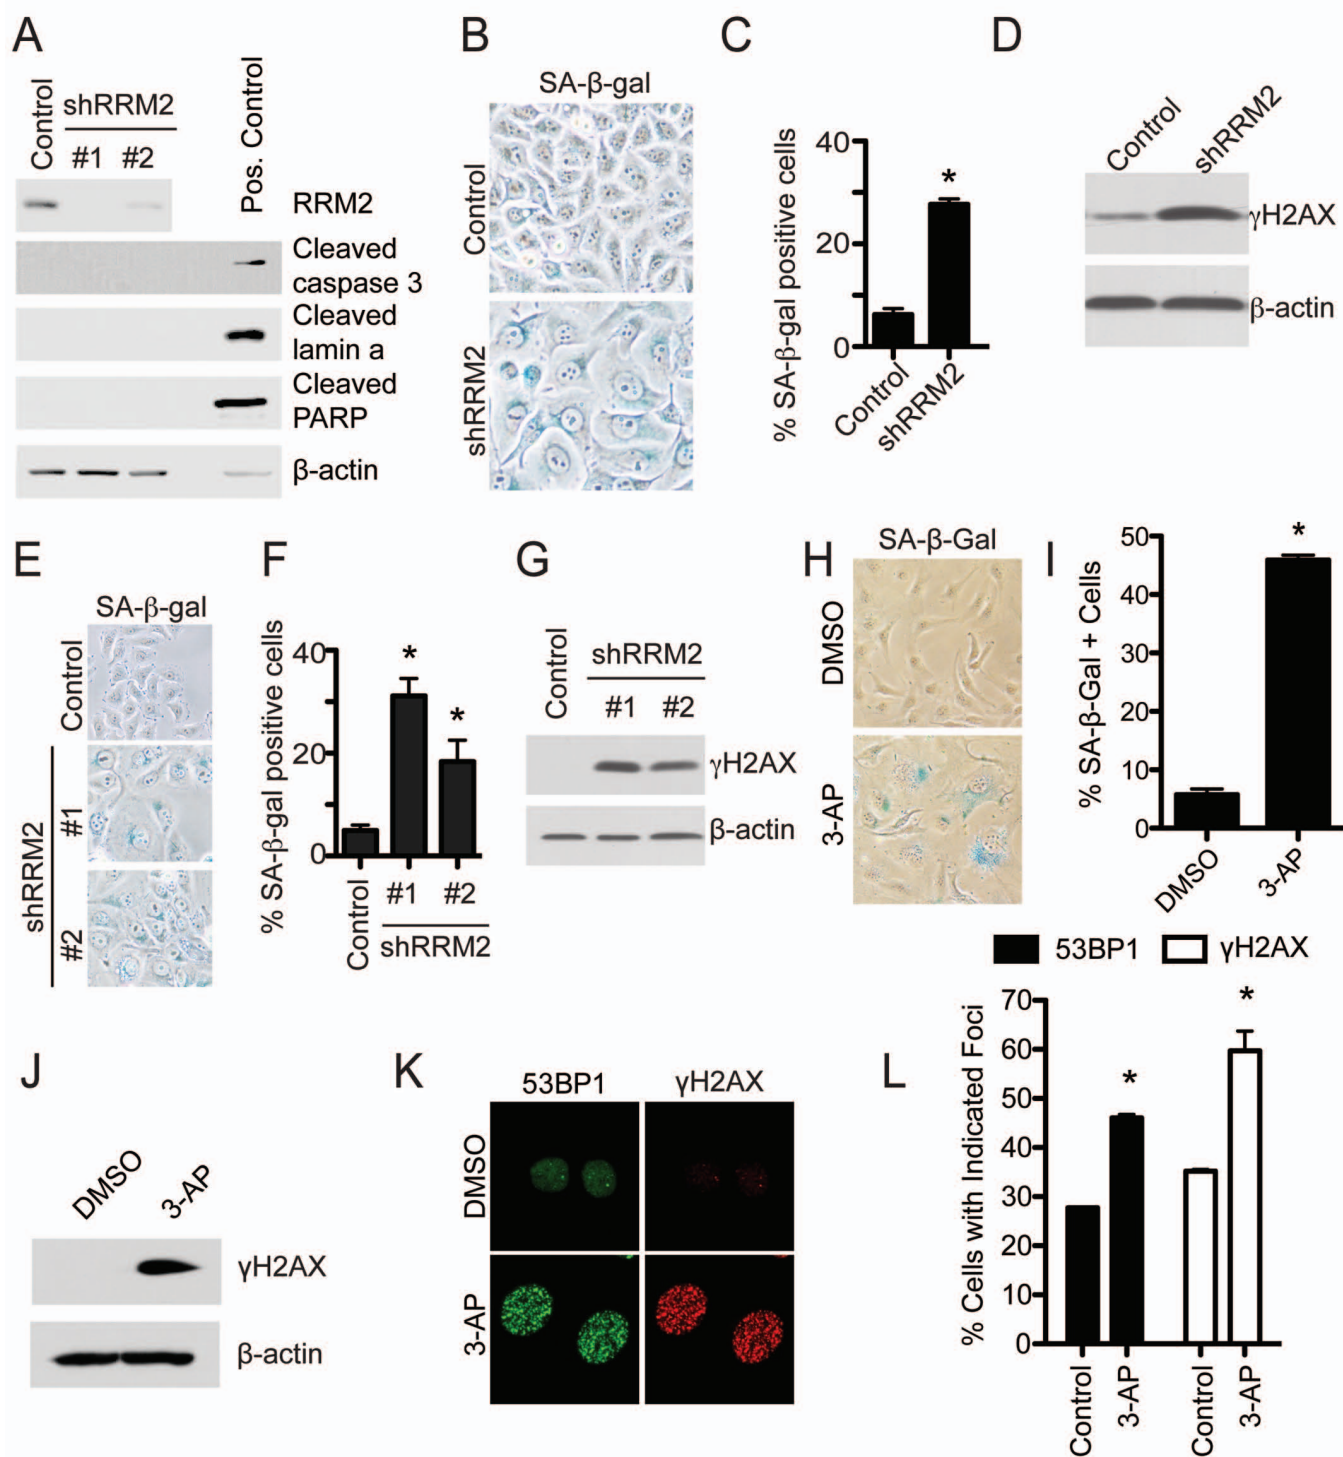 A
Control
shRRM2
#1 #2
Pos. Control
RRM2
Cleaved
caspase 3
Cleaved
lamin a
Cleaved
PARP
β-actin
B
SA-β-gal
Control
shRRM2
C
% SA-β-gal positive cells
40
20
0
*
Control
shRRM2
D
Control
shRRM2
γH2AX
β-actin
E
SA-β-gal
Control
shRRM2
#1
#2
F
% SA-β-gal positive cells
40
20
0
*
*
Control
#1 #2
shRRM2
G
Control
shRRM2
#1 #2
γH2AX
β-actin
H
SA-β-Gal
DMSO
3-AP
I
% SA-β-Gal + Cells
50
40
30
20
10
0
*
DMSO
3-AP
J
DMSO
3-AP
γH2AX
β-actin
K
53BP1 γH2AX
DMSO
3-AP
L
53BP1 γH2AX
% Cells with Indicated Foci
70
60
50
40
30
20
10
0
*
*
Control
3-AP
Control
3-AP